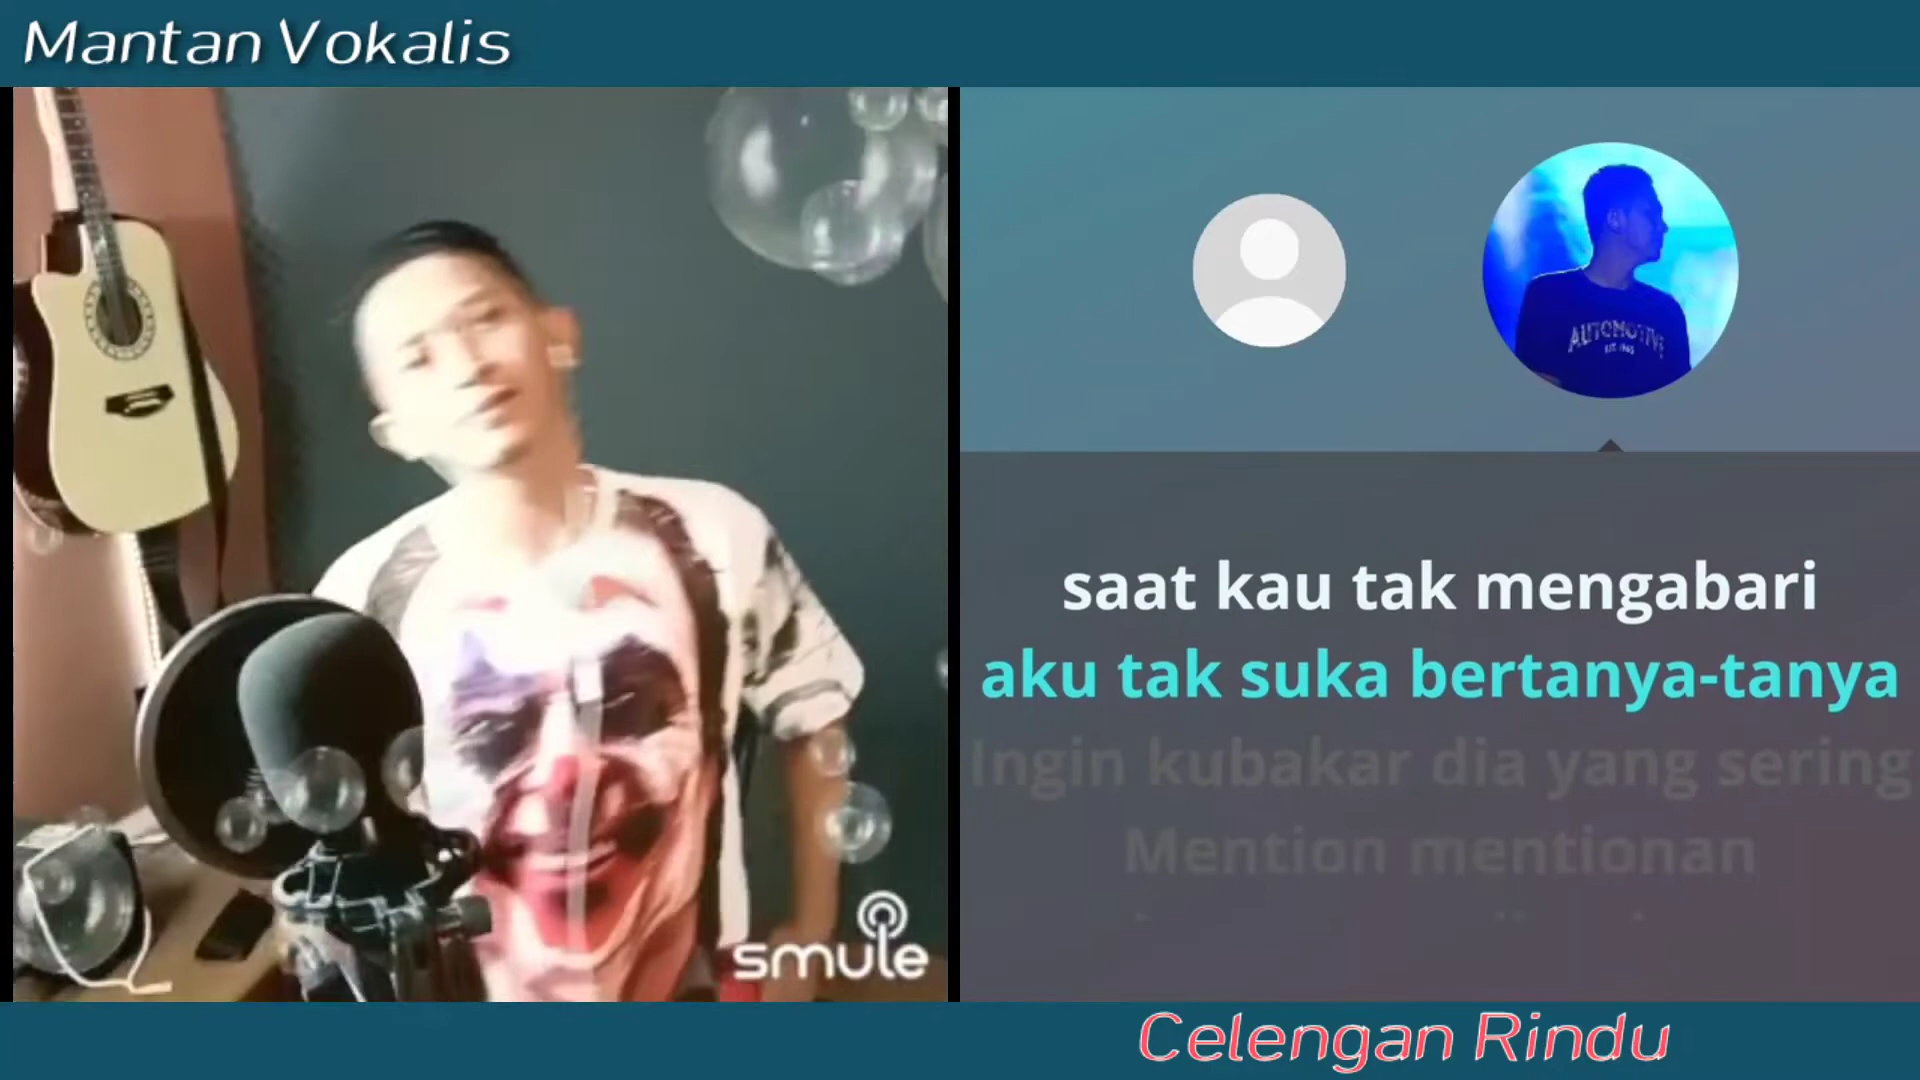 Mantan Vokalis
AUTOMOTIVE
smule
saat kau tak mengabari
aku tak suka bertanya-tanya
Ingin kubakar dia yang sering
Mention mentionan
Celengan Rindu